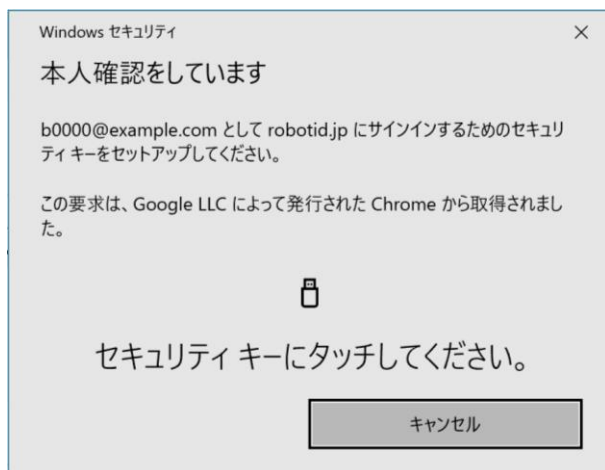 Windows セキュリティ
本人確認をしています
b0000@example.com として robotid.jp にサインインするためのセキュリ
ティ キーをセットアップしてください。
この要求は、Google LLC によって発行された Chrome から取得されまし
た。
セキュリティ キーにタッチしてください。
キャンセル